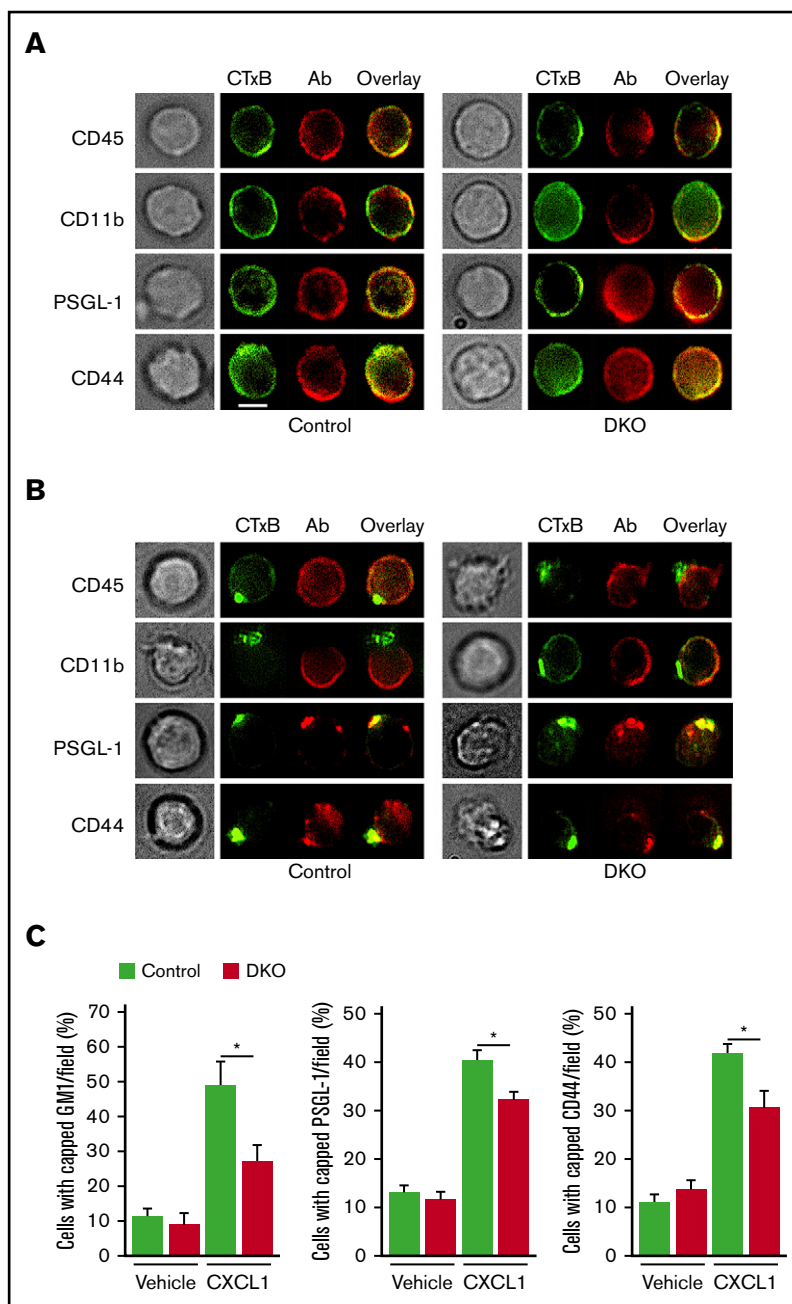 A
CTxB Ab Overlay CTxB Ab Overlay
CD45
CD11b
PSGL-1
CD44
Control DKO
B
CTxB Ab Overlay CTxB Ab Overlay
CD45
CD11b
PSGL-1
CD44
Control DKO
C
Control DKO
Cells with capped GM1/field (%)
70
60
50
40
30
20
10
0
*
Vehicle CXCL1
Cells with capped PSGL-1/field (%)
50
40
30
20
10
0
*
Vehicle CXCL1
Cells with capped CD44/field (%)
50
40
30
20
10
0
*
Vehicle CXCL1